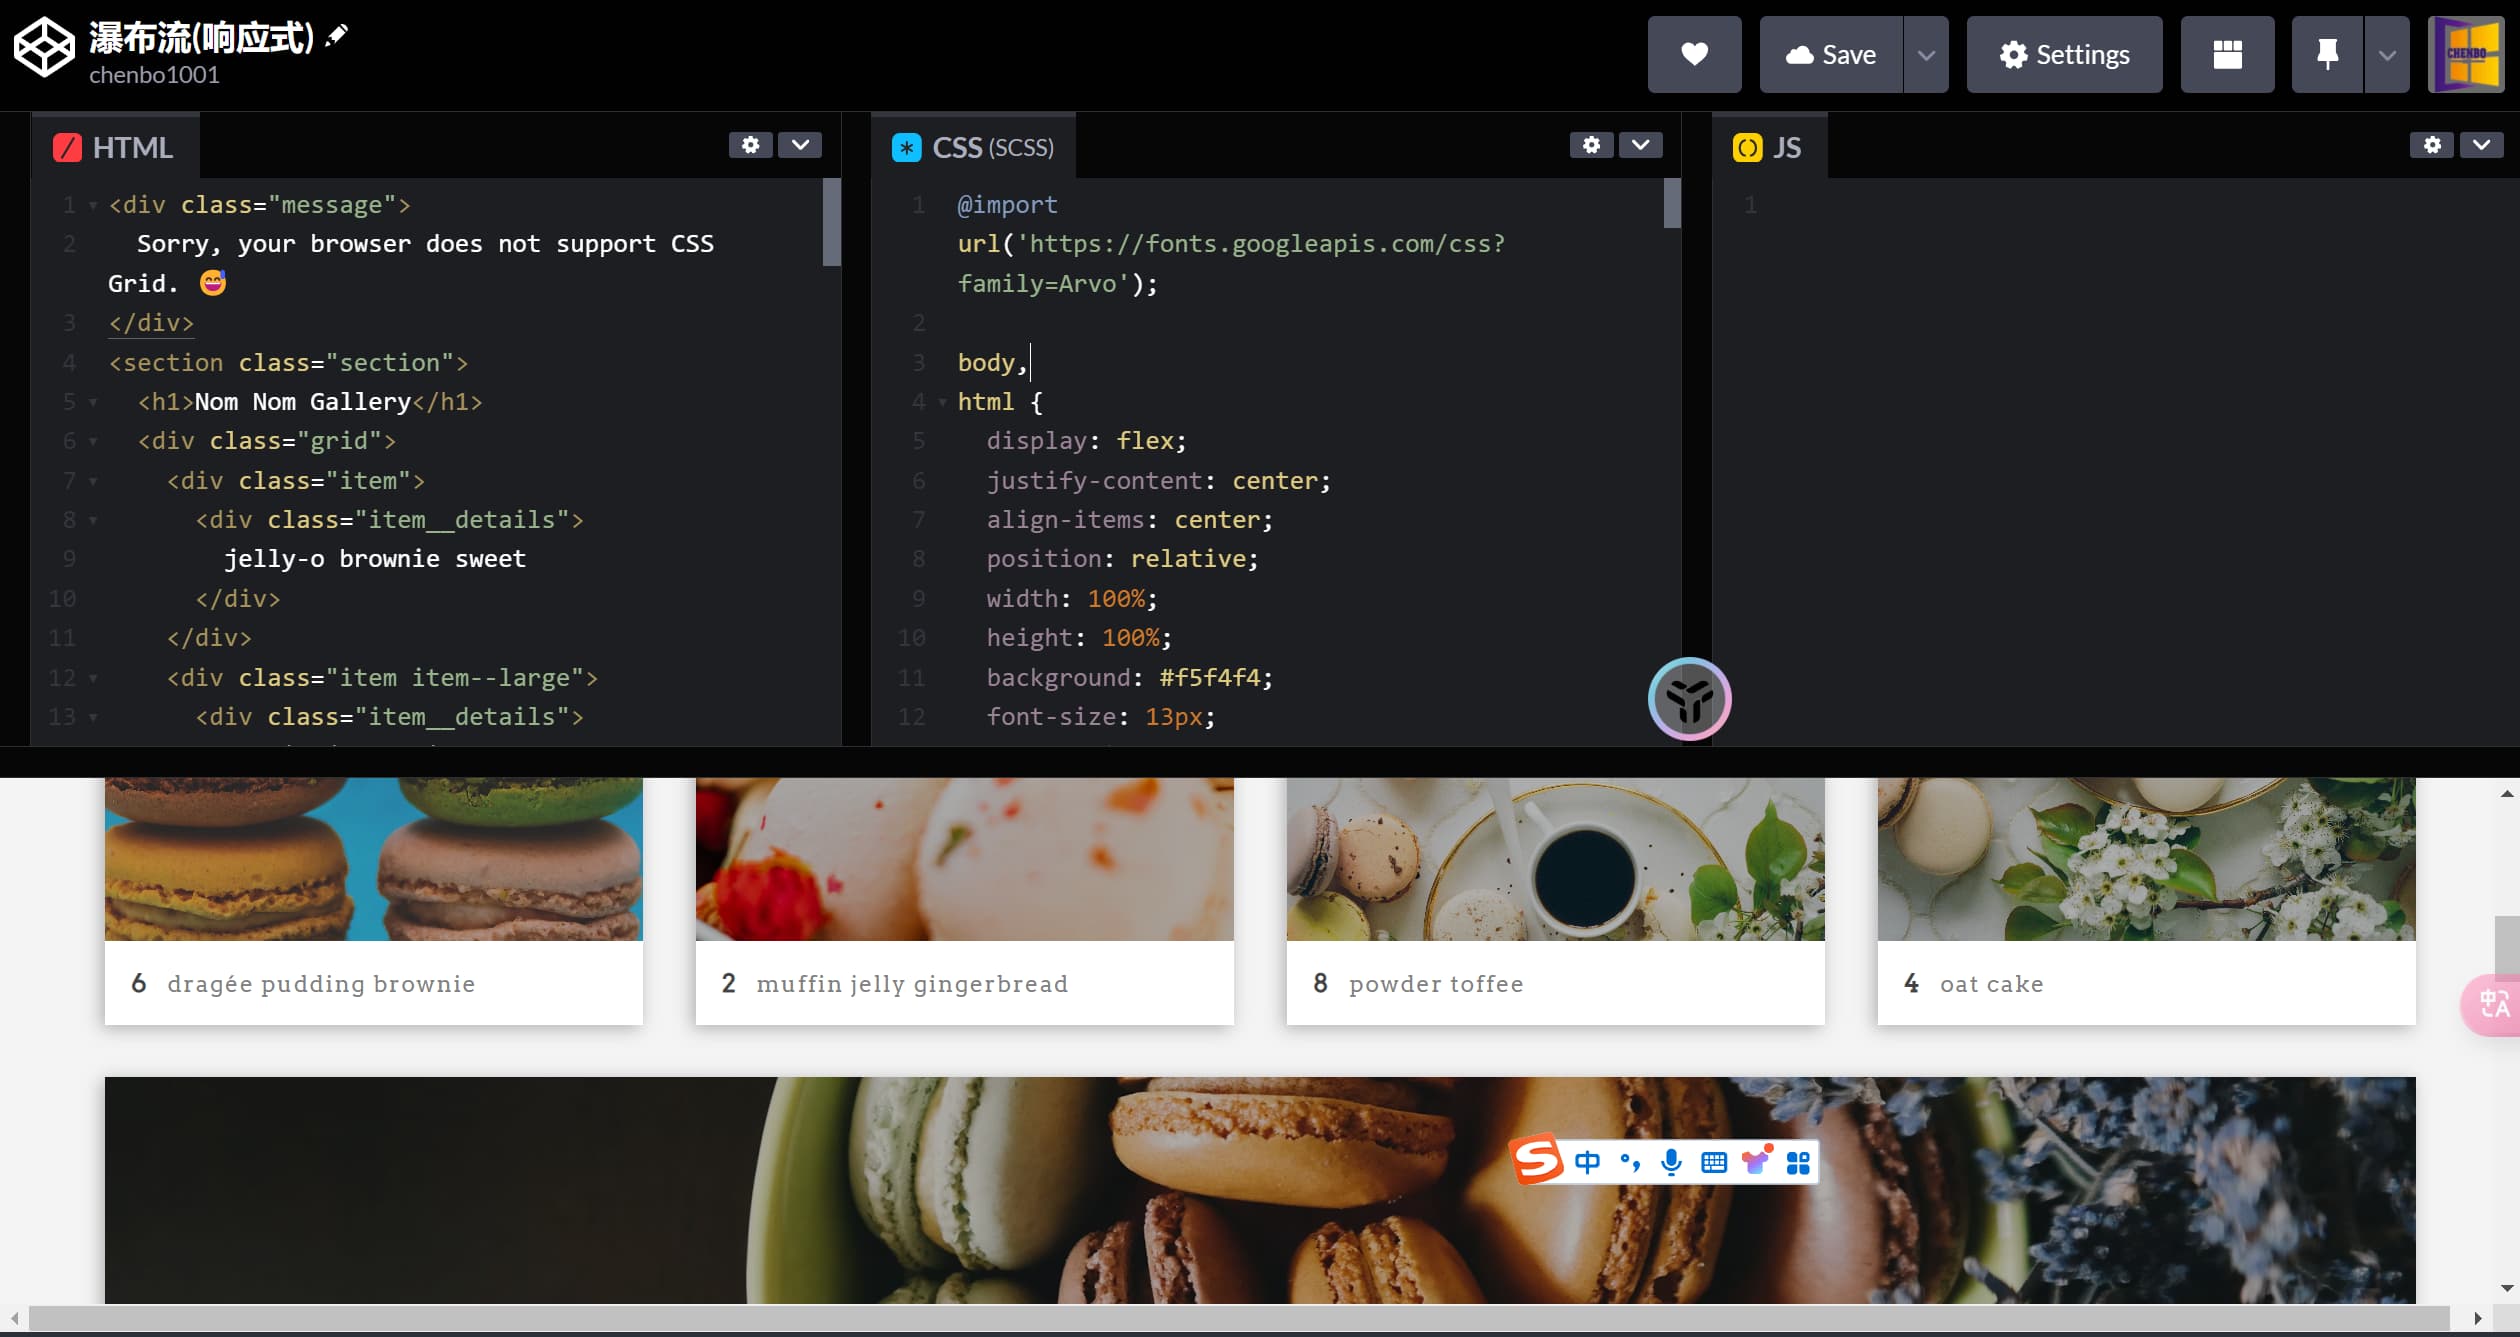 瀑布流(响应式)
chenbo1001
Save
Settings
CHENBO
HTML
1 <div class="message">
2 Sorry, your browser does not support CSS
Grid. 😅
3 </div>
4 <section class="section">
5 <h1>Nom Nom Gallery</h1>
6 <div class="grid">
7 <div class="item">
8 <div class="item__details">
9 jelly-o brownie sweet
10 </div>
11 </div>
12 <div class="item item--large">
13 <div class="item__details">
CSS (SCSS)
1 @import
url('https://fonts.googleapis.com/css?
family=Arvo');
2
3 body,
4 html {
5 display: flex;
6 justify-content: center;
7 align-items: center;
8 position: relative;
9 width: 100%;
10 height: 100%;
11 background: #f5f4f4;
12 font-size: 13px;
JS
1
6 dragée pudding brownie
2 muffin jelly gingerbread
8 powder toffee
4 oat cake
中A
S 中 °,